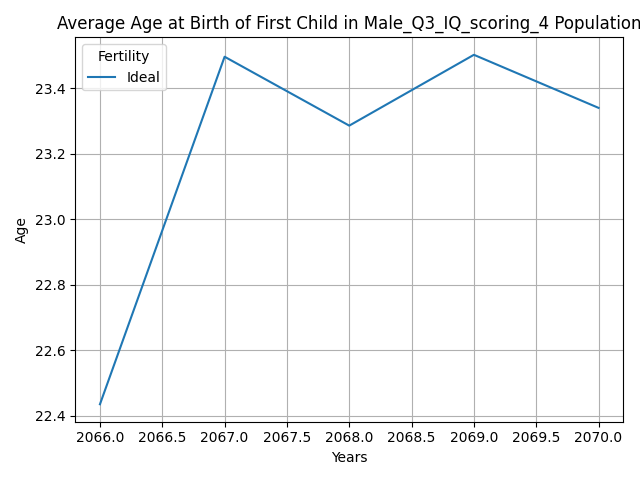 Average Age at Birth of First Child in Male_Q3_IQ_scoring_4 Population
Fertility
Ideal
Age
23.4
23.2
23.0
22.8
22.6
22.4
2066.0 2066.5 2067.0 2067.5 2068.0 2068.5 2069.0 2069.5 2070.0
Years